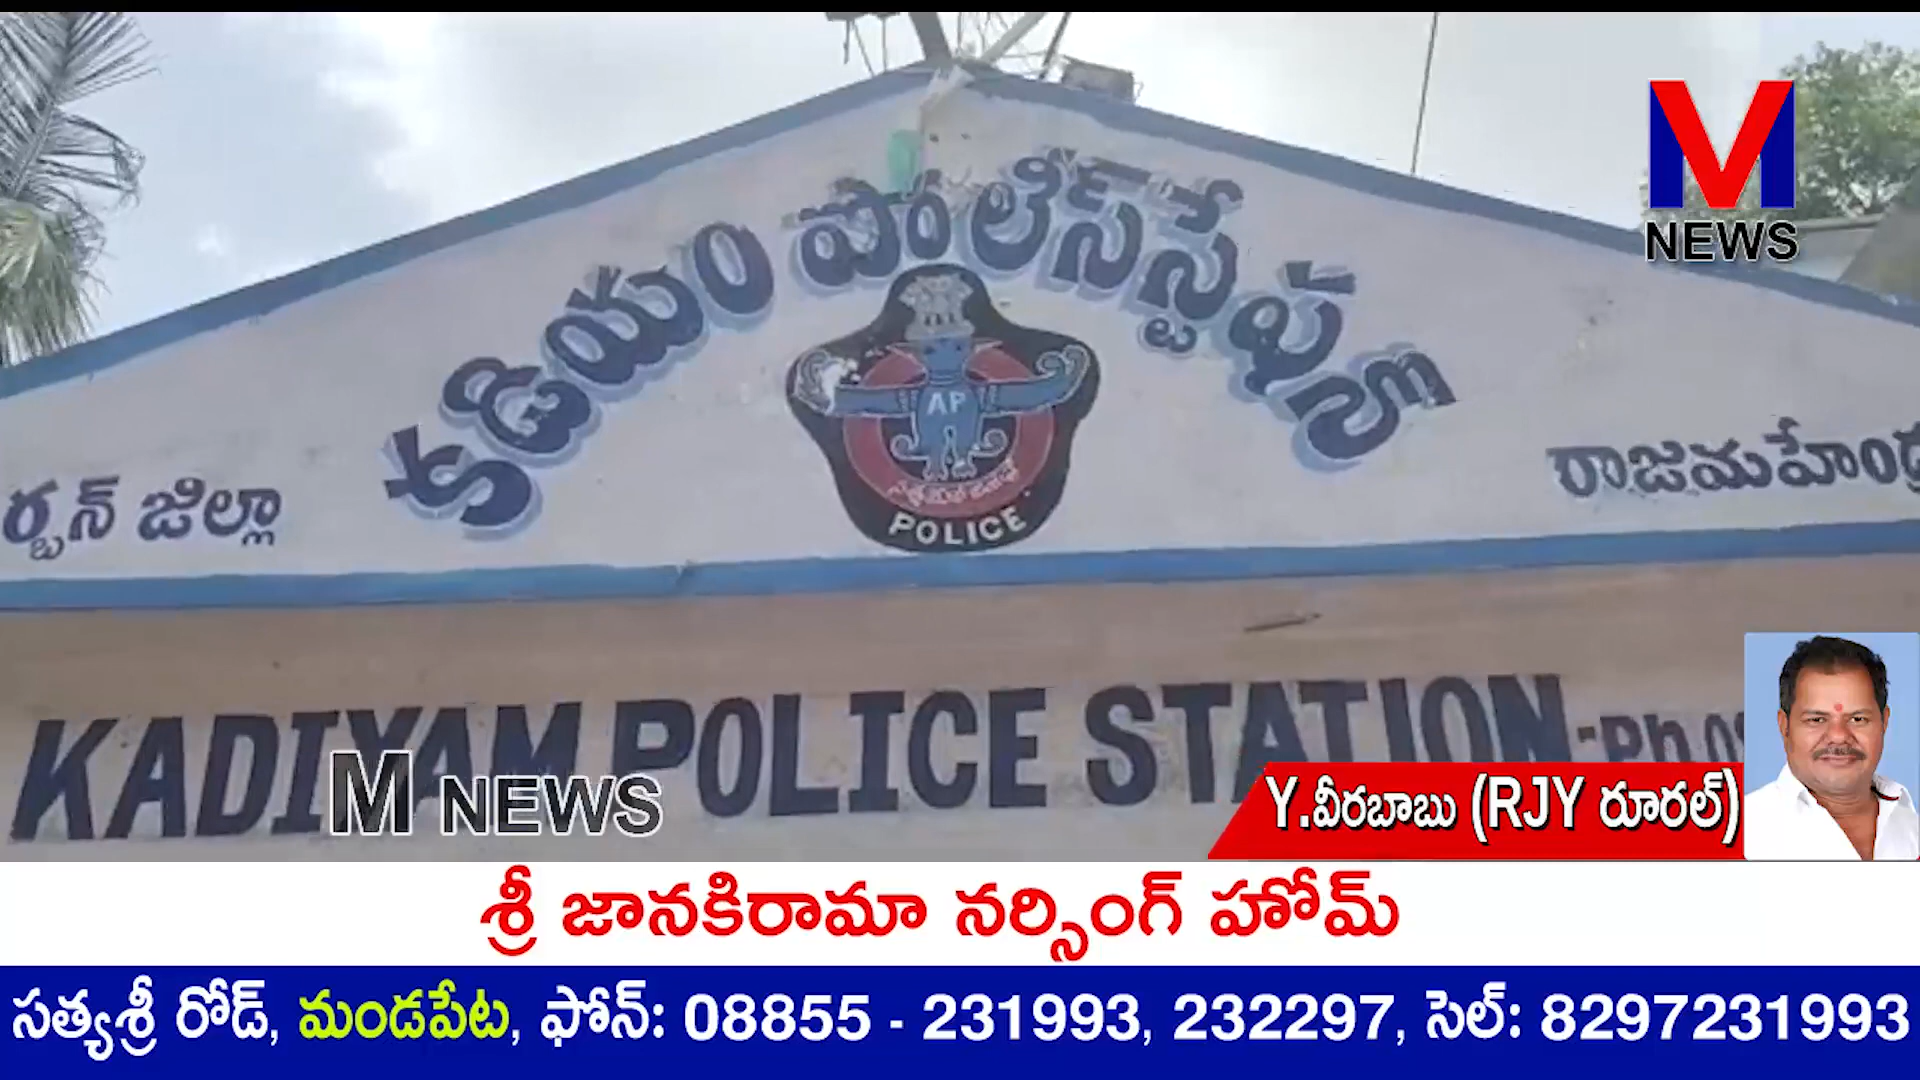 M
NEWS
కడియం పోలీస్ స్టేషన్
AP
POLICE
ర్బన్ జిల్లా
రాజమహేంద్ర
KADIYAM POLICE STATION
M NEWS
Y.వీరబాబు (RJY రూరల్)
శ్రీ జానకిరామా నర్సింగ్ హోమ్
సత్యశ్రీ రోడ్, మండపేట, ఫోన్: 08855 - 231993, 232297, సెల్: 8297231993